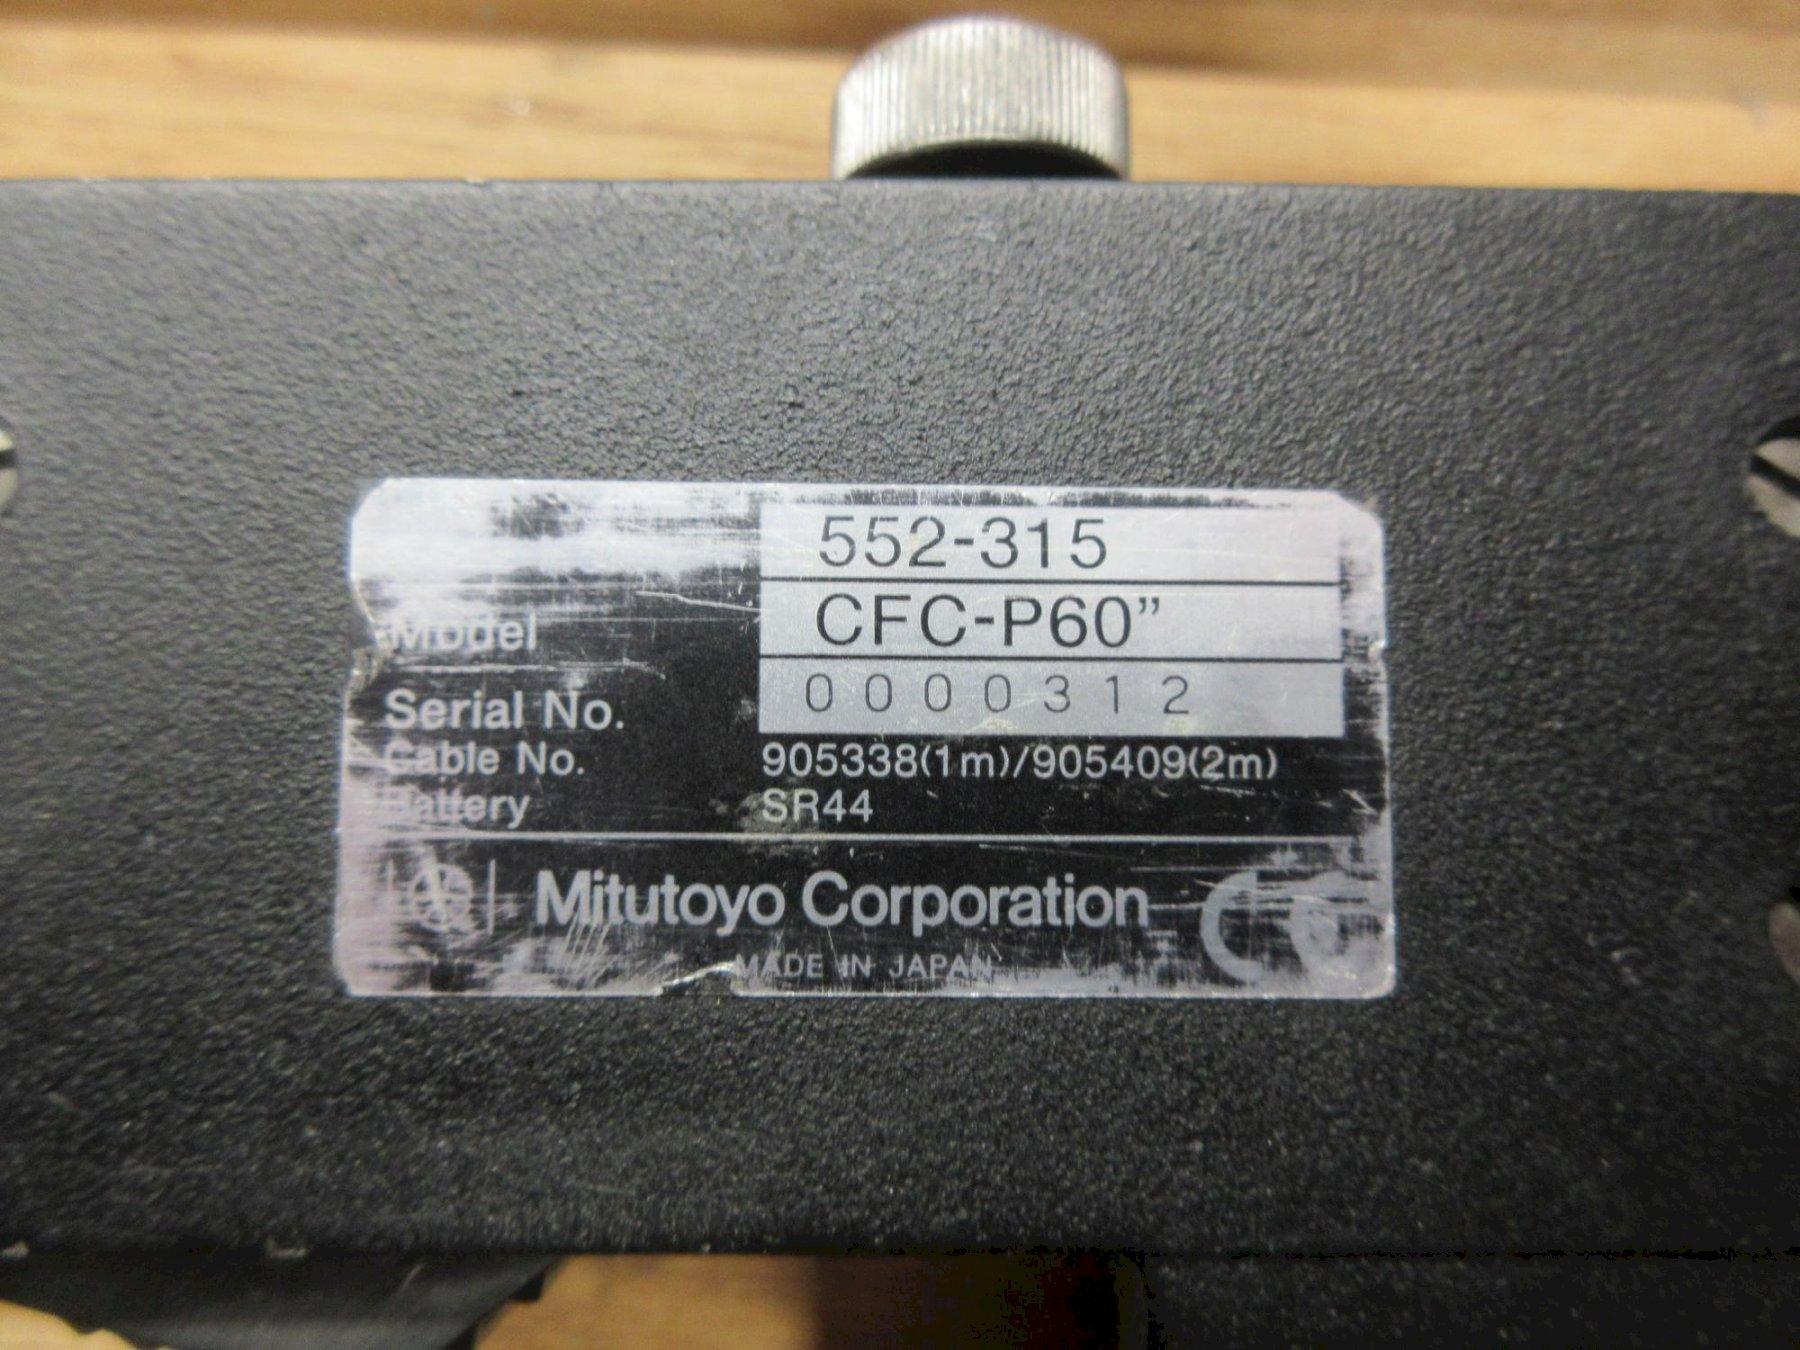 552-315
Model CFC-P60”
Serial No. 0000312
Cable No. 905338(1m)/905409(2m)
Battery SR44
Mitutoyo Corporation CE
MADE IN JAPAN